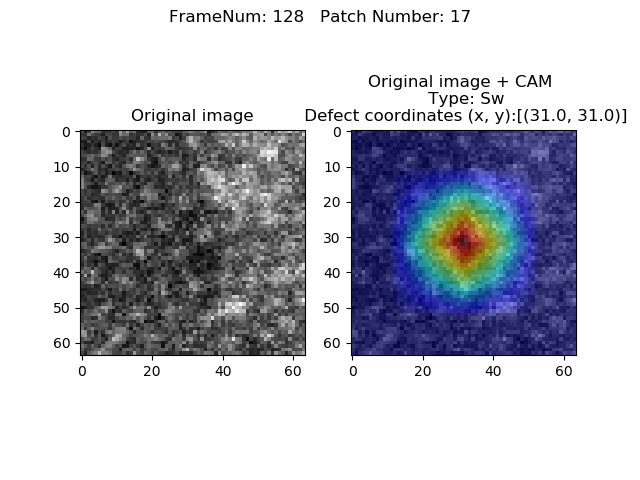 FrameNum: 128   Patch Number: 17
Original image
Original image + CAM
Type: Sw
Defect coordinates (x, y):[(31.0, 31.0)]
0
10
20
30
40
50
60
0 20 40 60
0
10
20
30
40
50
60
0 20 40 60